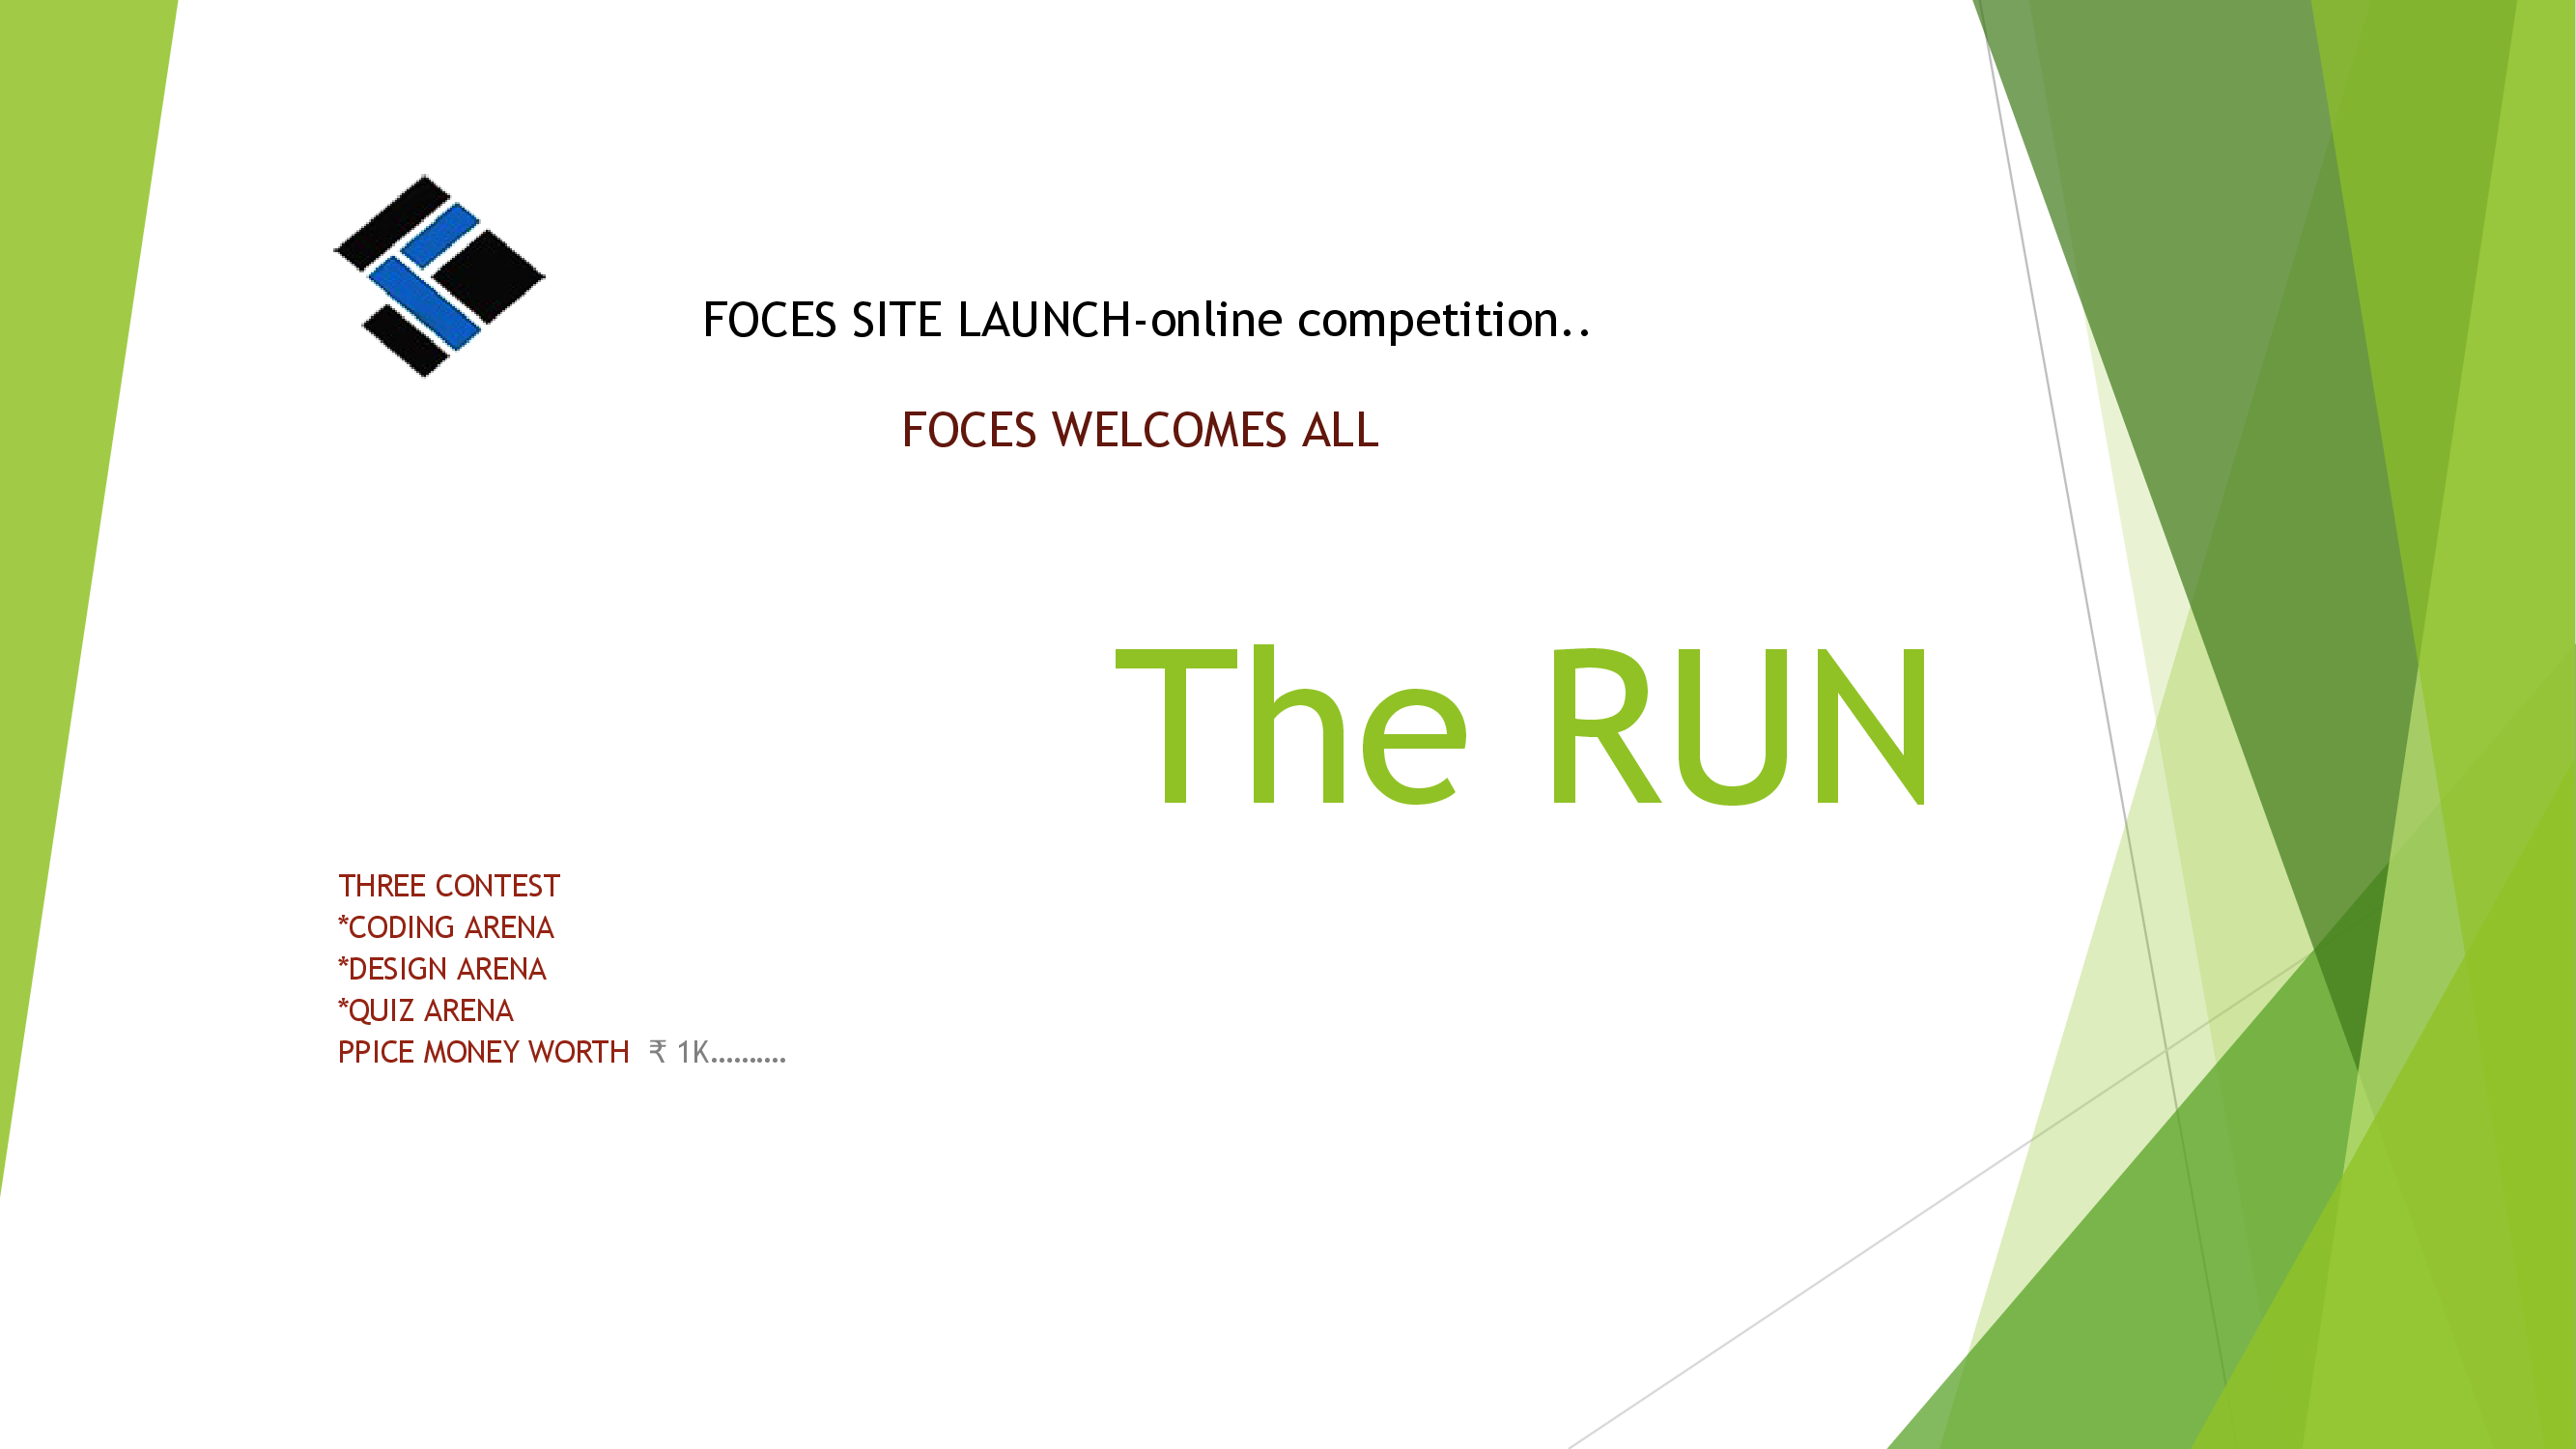 FOCES SITE LAUNCH-online competition..
FOCES WELCOMES ALL
The RUN
THREE CONTEST
*CODING ARENA
*DESIGN ARENA
*QUIZ ARENA
PPICE MONEY WORTH ₹ 1K..........